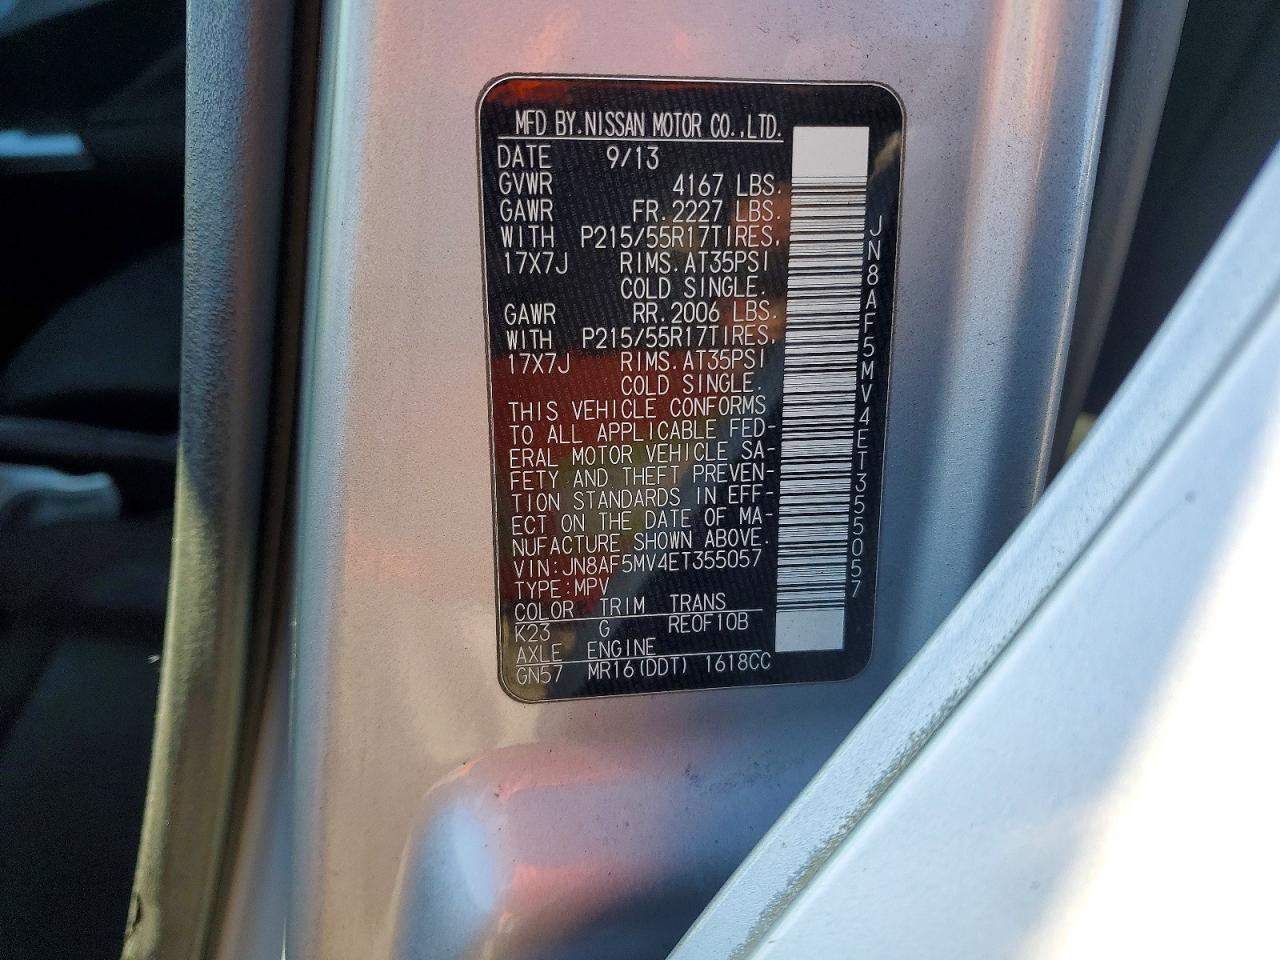 MFD BY.NISSAN MOTOR CO.,LTD.
DATE 9/13
GVWR 4167 LBS.
GAWR FR.2227 LBS.
WITH P215/55R17TIRES,
17X7J RIMS.AT35PSI
COLD SINGLE.
GAWR RR.2006 LBS.
WITH P215/55R17TIRES,
17X7J RIMS.AT35PSI
COLD SINGLE.
THIS VEHICLE CONFORMS
TO ALL APPLICABLE FED-
ERAL MOTOR VEHICLE SA-
FETY AND THEFT PREVEN-
TION STANDARDS IN EFF-
ECT ON THE DATE OF MA-
NUFACTURE SHOWN ABOVE.
VIN:JN8AF5MV4ET355057
TYPE:MPV
COLOR TRIM TRANS
K23 G RE0F10B
AXLE ENGINE
GN57 MR16(DDT) 1618CC
JN8AF5MV4ET355057